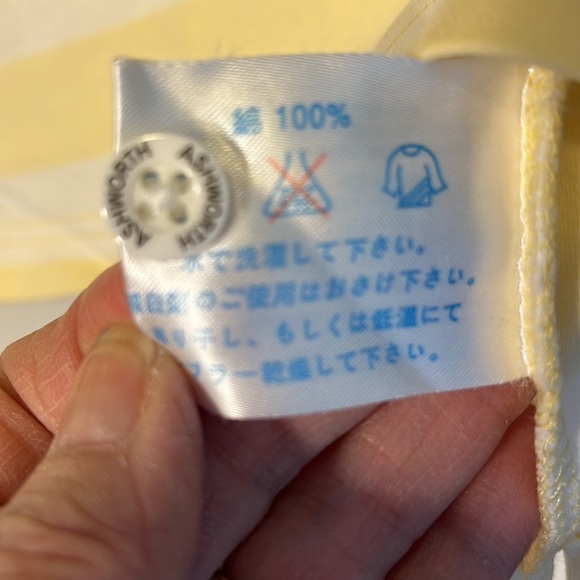 綿 100%
ASHWORTH ASHWORTH
水で洗濯して下さい。
のご使用はおさけ下さい。
り干し、もしくは低温にて
ラー乾燥して下さい。